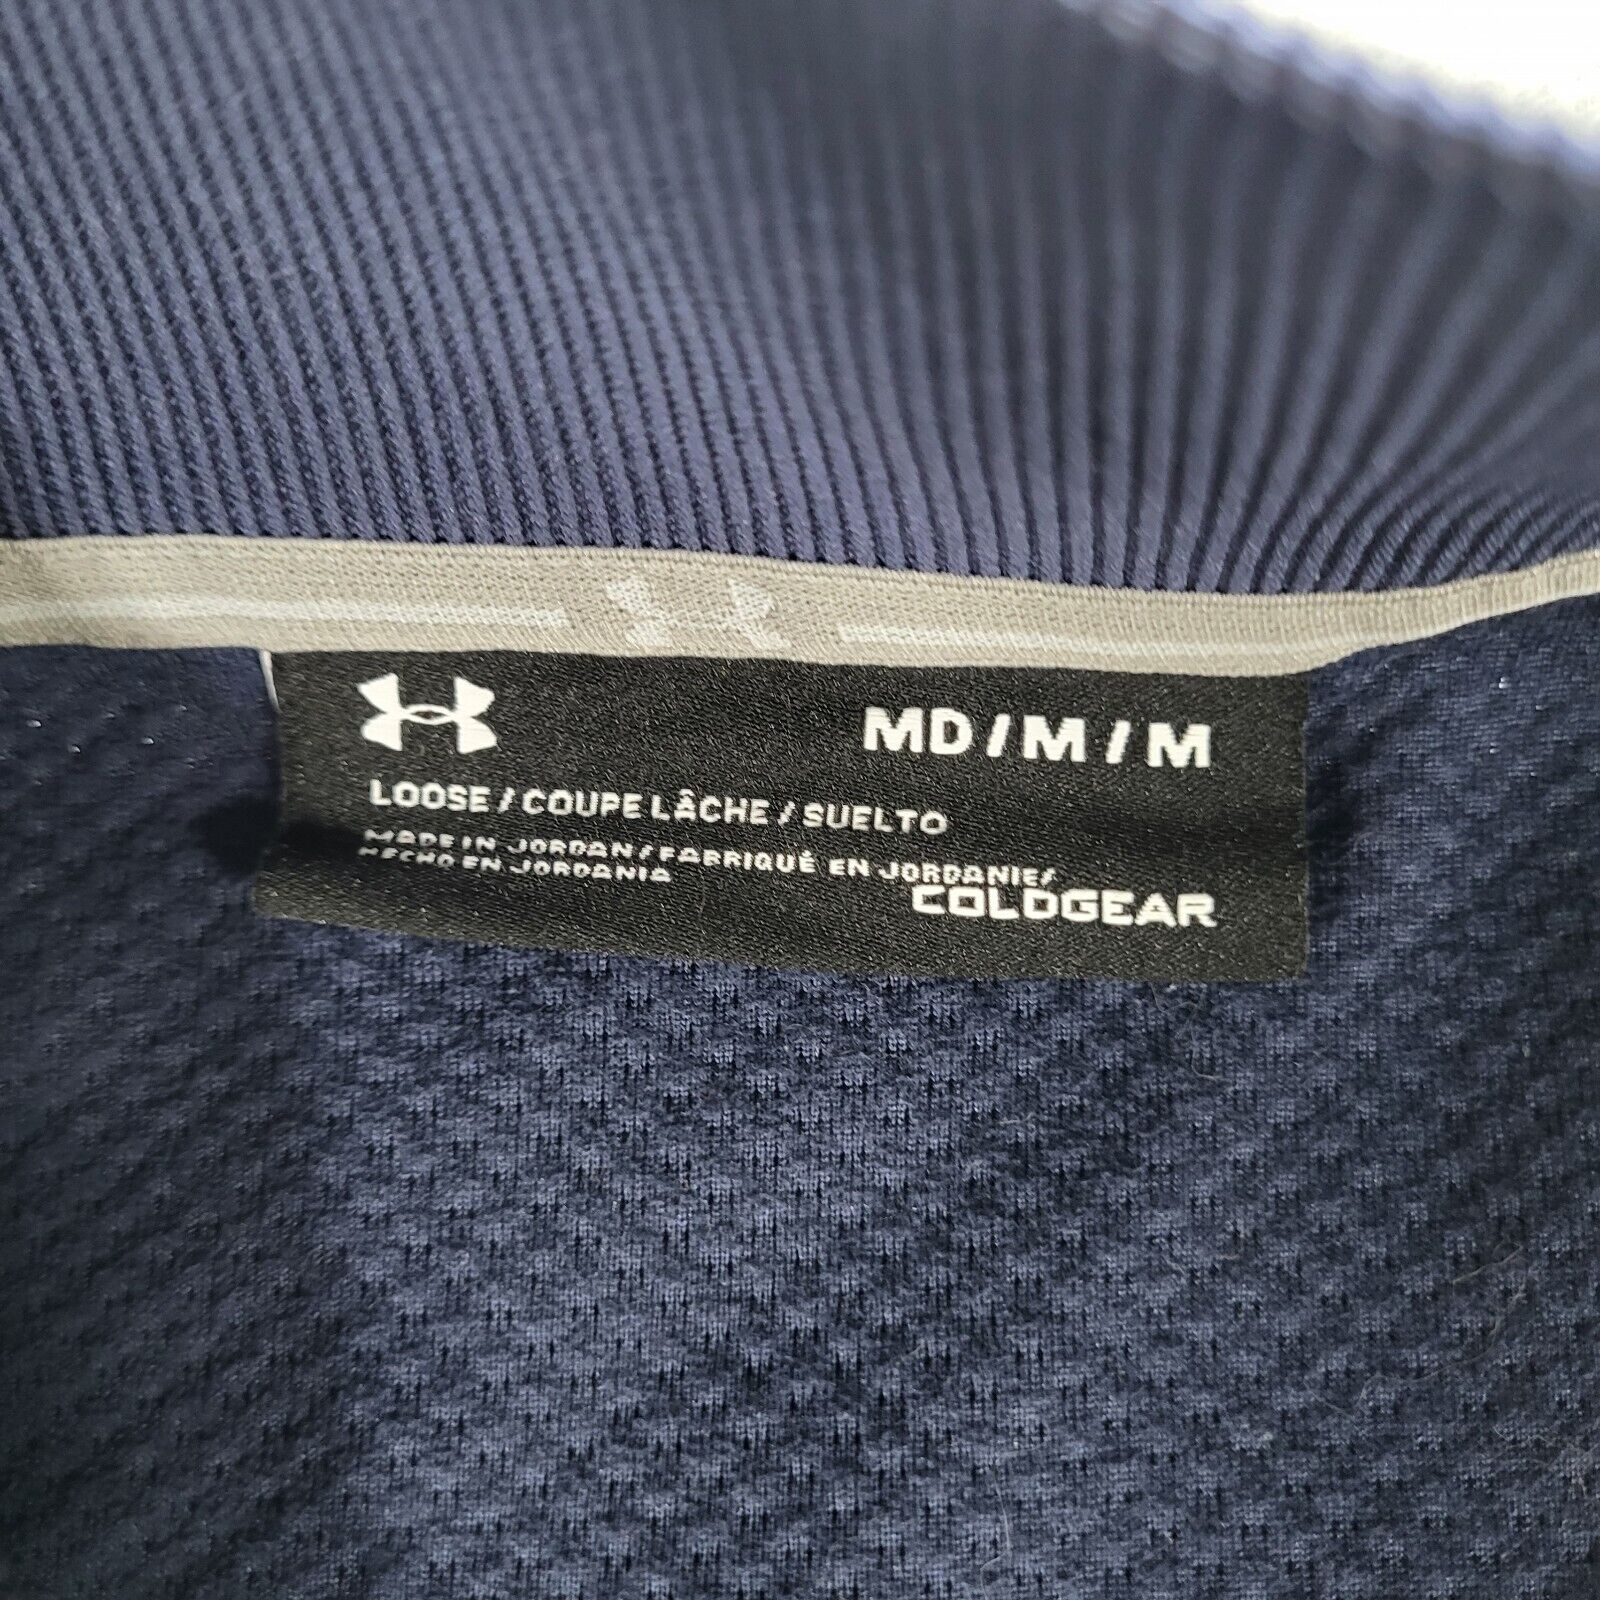 MD / M / M
LOOSE / COUPE LÂCHE / SUELTO
MADE IN JORDAN / FABRIQUÉ EN JORDANIE /
HECHO EN JORDANIA
COLDGEAR